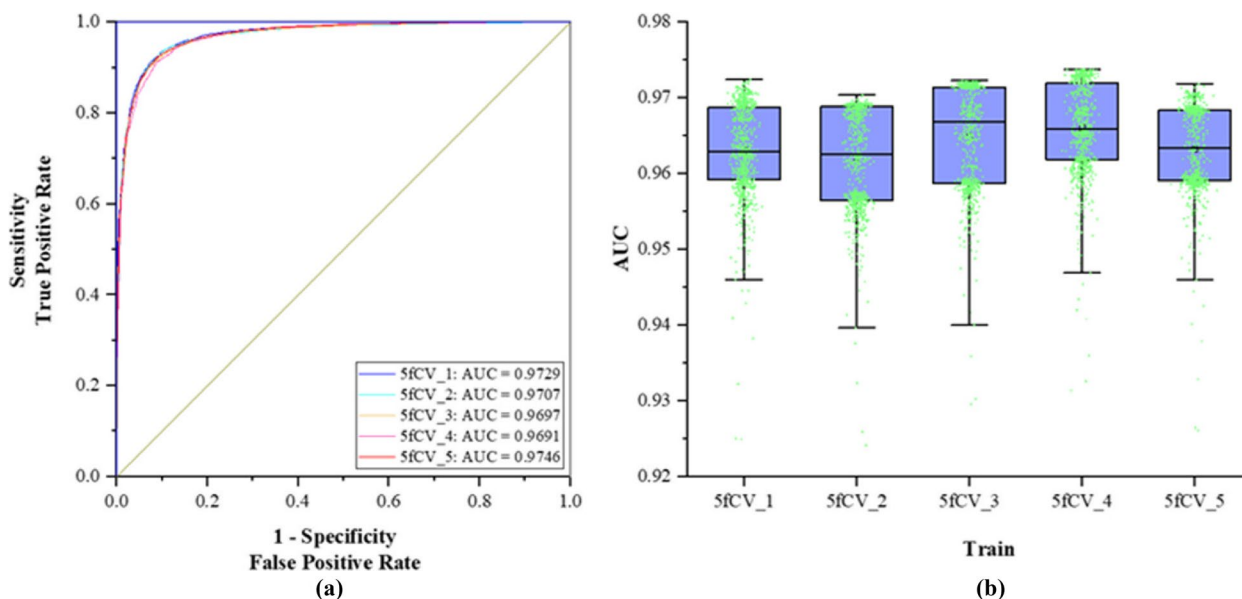 1.0
0.8
0.6
0.4
0.2
0.0
Sensitivity
True Positive Rate
5fCV_1: AUC = 0.9729
5fCV_2: AUC = 0.9707
5fCV_3: AUC = 0.9697
5fCV_4: AUC = 0.9691
5fCV_5: AUC = 0.9746
0.0 0.2 0.4 0.6 0.8 1.0
1 - Specificity
False Positive Rate
(a)
0.98
0.97
0.96
0.95
0.94
0.93
0.92
AUC
5fCV_1 5fCV_2 5fCV_3 5fCV_4 5fCV_5
Train
(b)